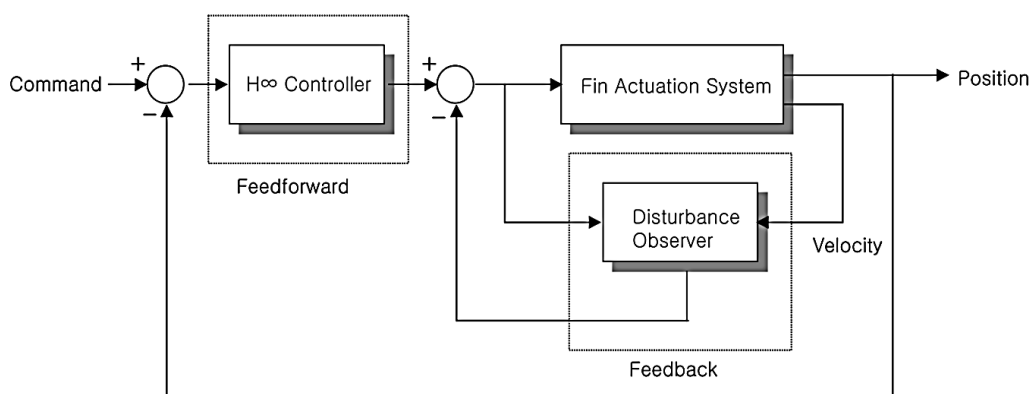 Command
+
−
H∞ Controller
Feedforward
+
−
Fin Actuation System
Position
Disturbance
Observer
Velocity
Feedback